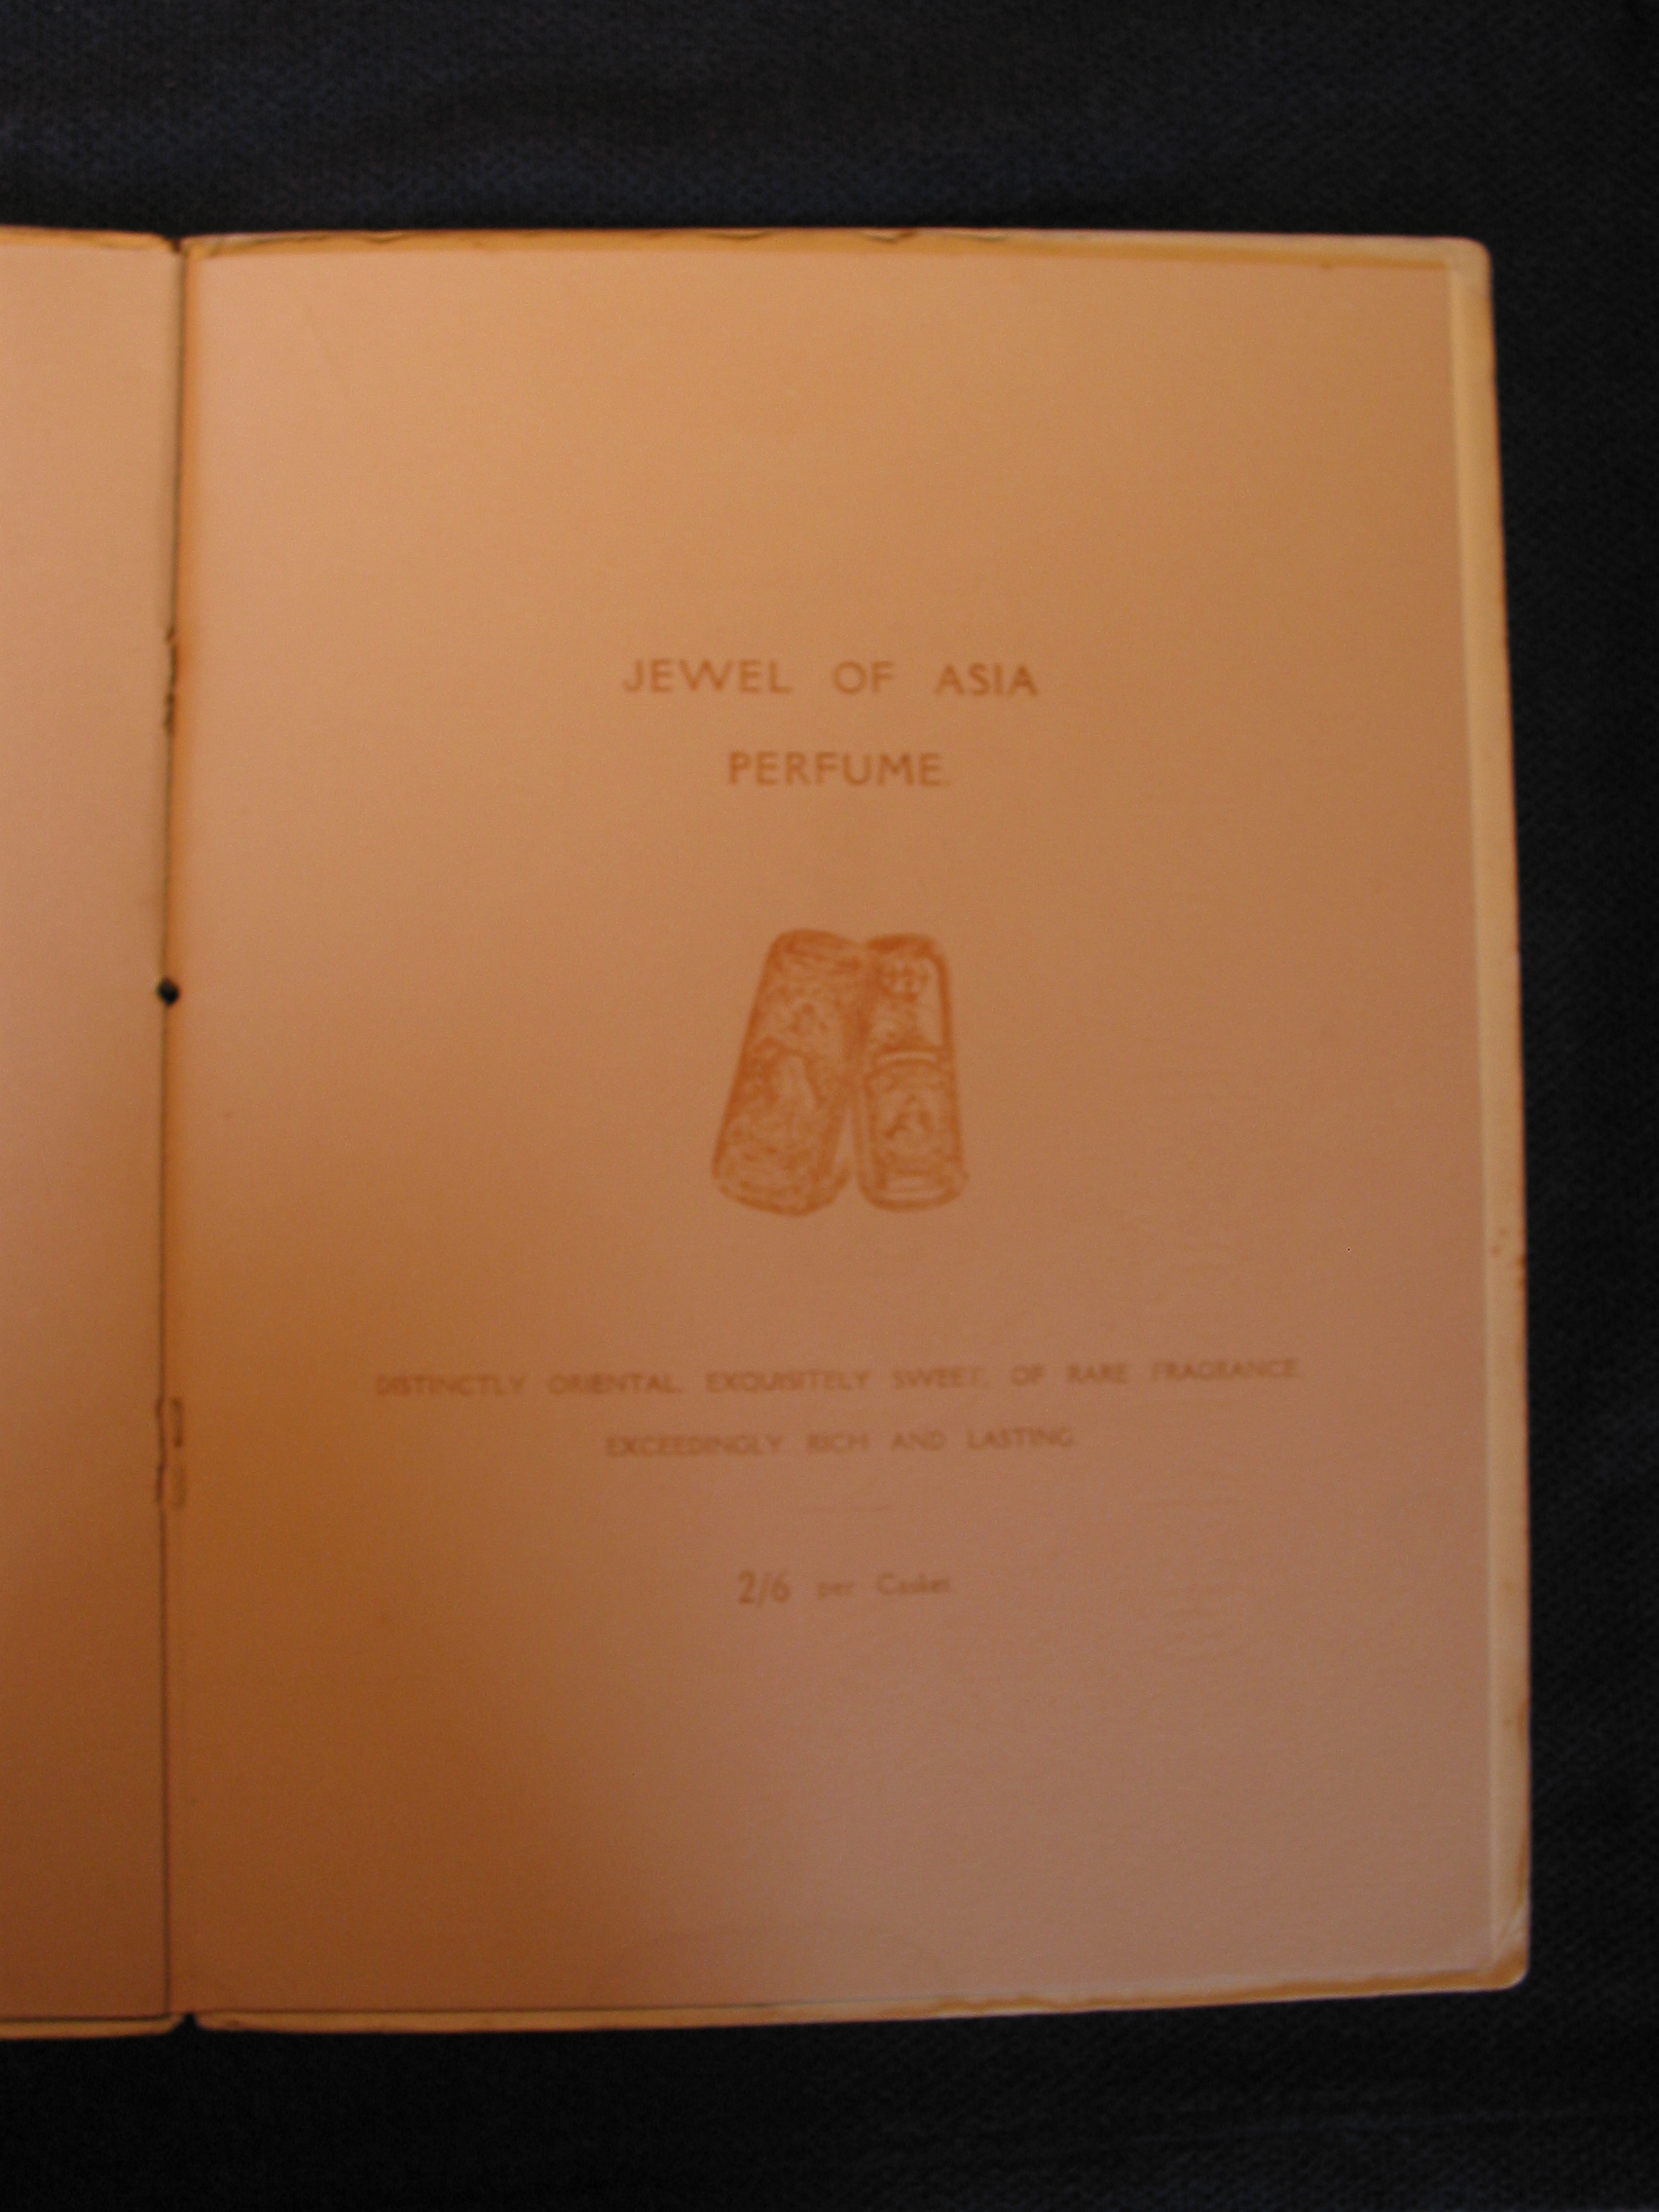 JEWEL OF ASIA
PERFUME.
DISTINCTLY ORIENTAL, EXQUISITELY SWEET, OF RARE FRAGRANCE,
EXCEEDINGLY RICH AND LASTING.
2/6 per Casket